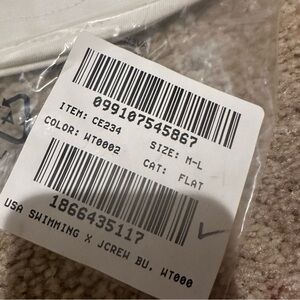 099107545867
ITEM: CE234 SIZE: M-L
COLOR: WT0002 CAT: FLAT
1866435117
USA SWIMMING X JCREW BU, WT000